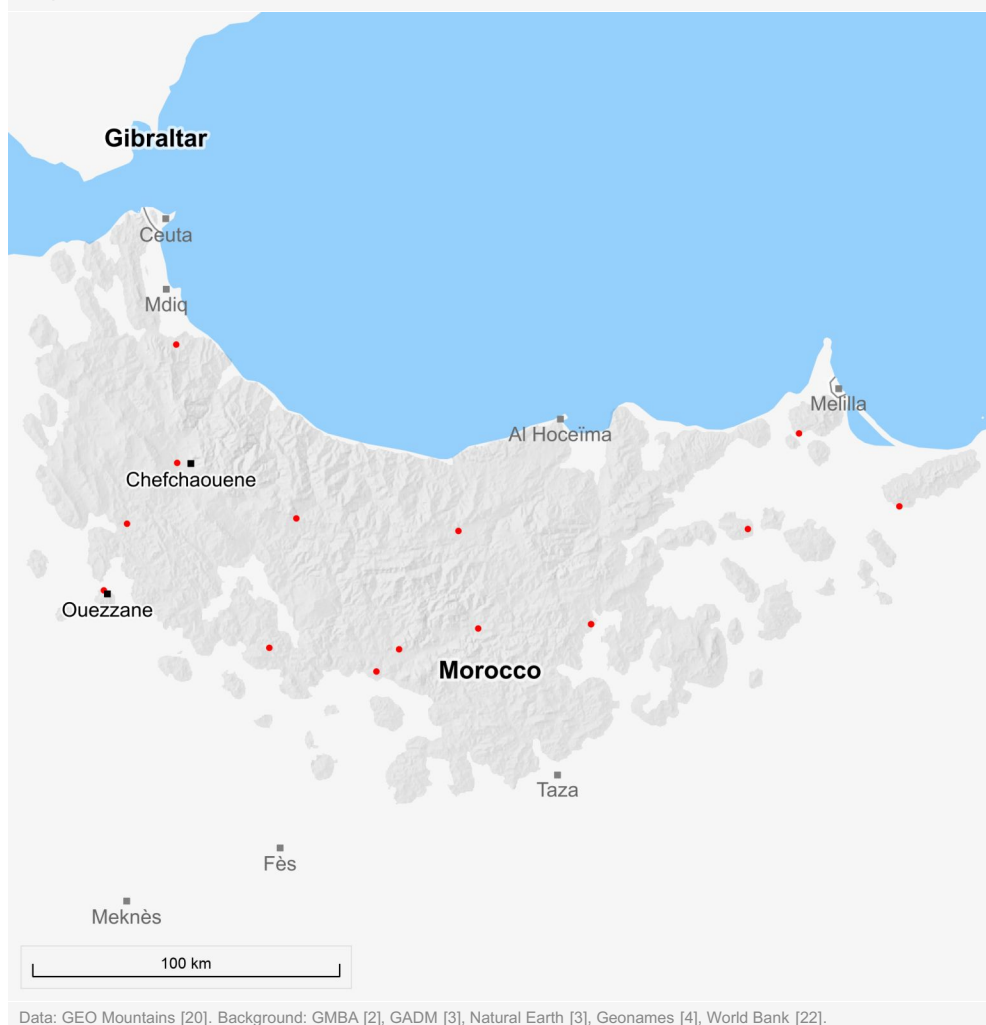 Gibraltar
Ceuta
Mdiq
Melilla
Al Hoceïma
Chefchaouene
Ouezzane
Morocco
Taza
Fès
Meknès
100 km
Data: GEO Mountains [20]. Background: GMBA [2], GADM [3], Natural Earth [3], Geonames [4], World Bank [22].